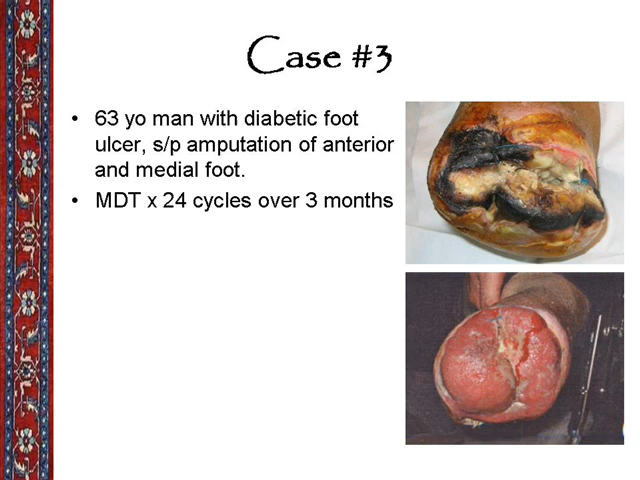 Case #3
• 63 yo man with diabetic foot
ulcer, s/p amputation of anterior
and medial foot.
• MDT x 24 cycles over 3 months